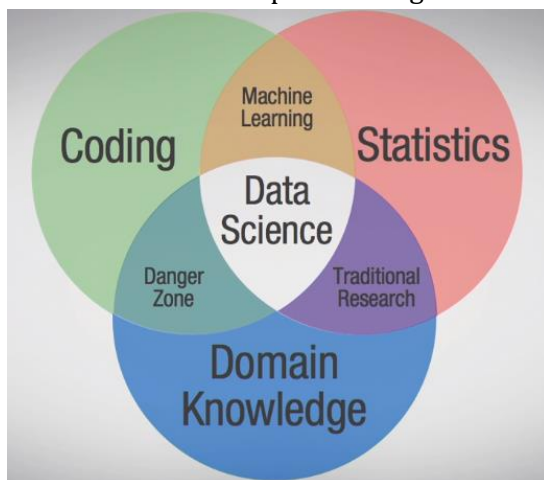 Machine
Learning
Coding
Statistics
Data
Science
Danger
Zone
Traditional
Research
Domain
Knowledge